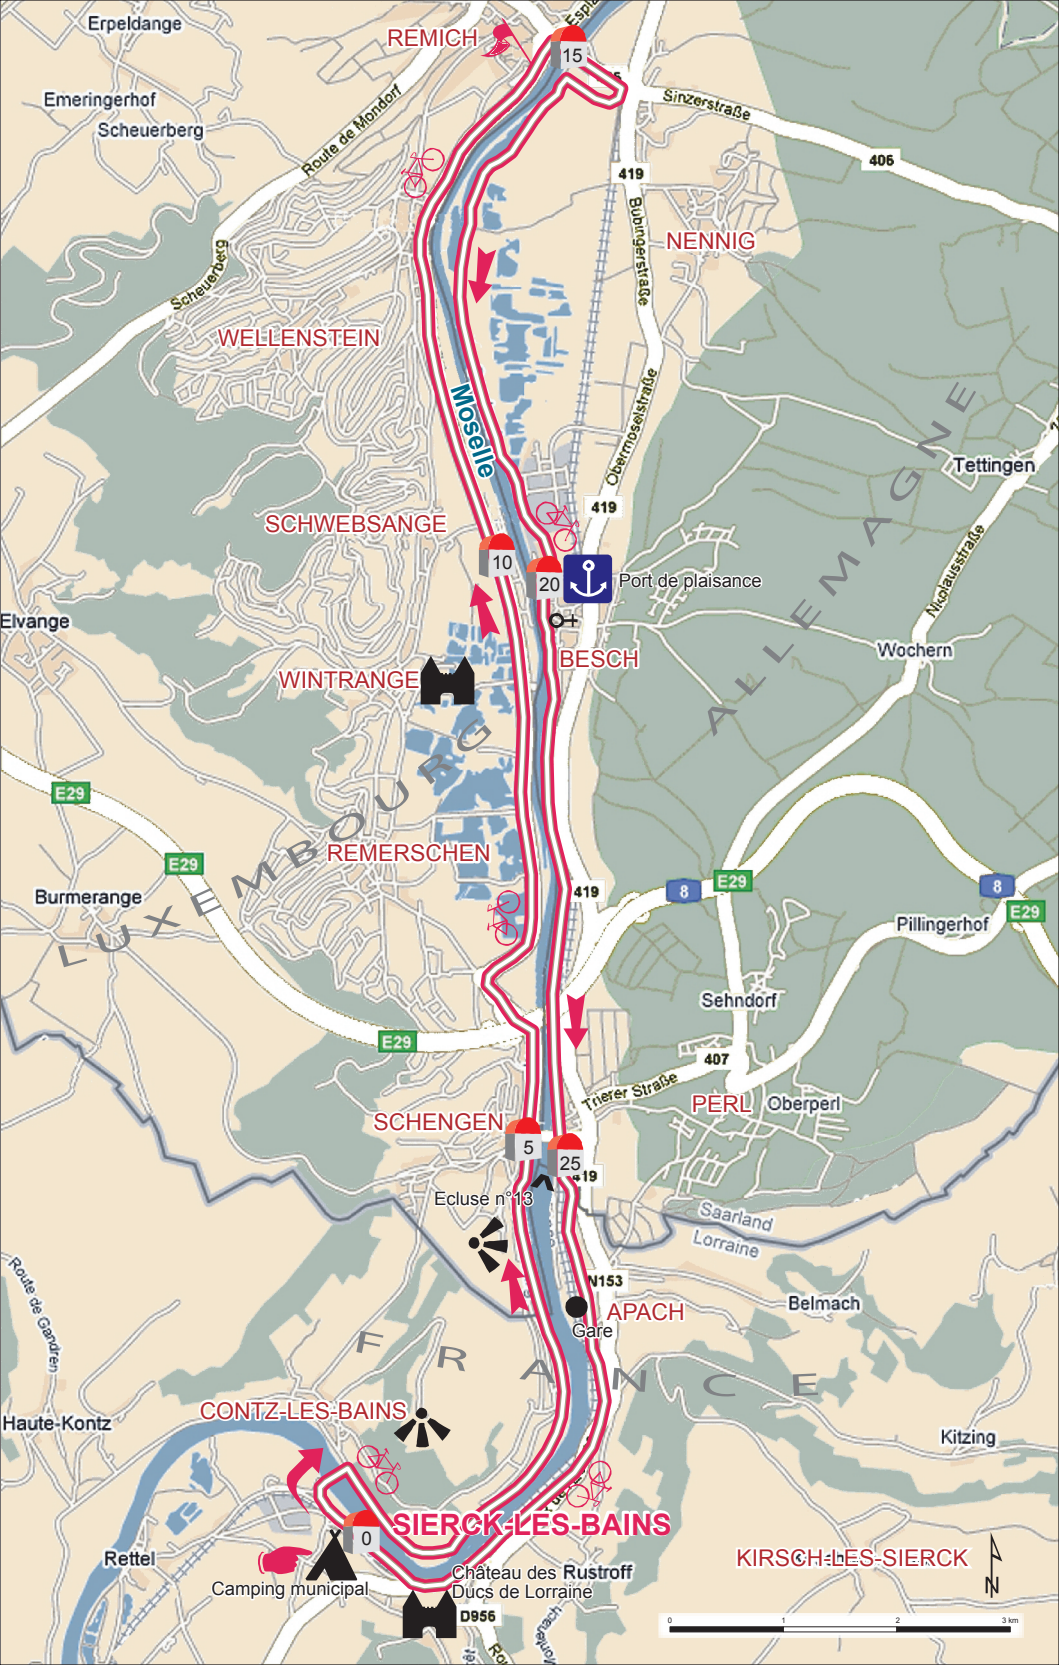 Erpeldange
Espla
REMICH
15
Emeringerhof
Scheuerberg
Route de Mondorf
Sinzerstraße
406
419
Bübingerstraße
NENNIG
Scheuerberg
WELLENSTEIN
Moselle
Obermoselstraße
ALLEMAGNE
Tettingen
419
SCHWEBSANGE
10
20
Port de plaisance
Nikolausstraße
Elvange
BESCH
Wochern
WINTRANGE
LUXEMBOURG
E29
REMERSCHEN
E29
E29
8
8
E29
419
Burmerange
Pillingerhof
Sehndorf
E29
407
Trierer Straße
PERL
Oberperl
SCHENGEN
5
25
419
Ecluse n°13
Saarland
Lorraine
Route de Gandren
N153
APACH
Gare
Belmach
FRANCE
CONTZ-LES-BAINS
Haute-Kontz
Kitzing
SIERCK-LES-BAINS
0
Rettel
Camping municipal
Château des
Ducs de Lorraine
Rustroff
KIRSCH-LES-SIERCK
N
D956
0 1 2 3 km